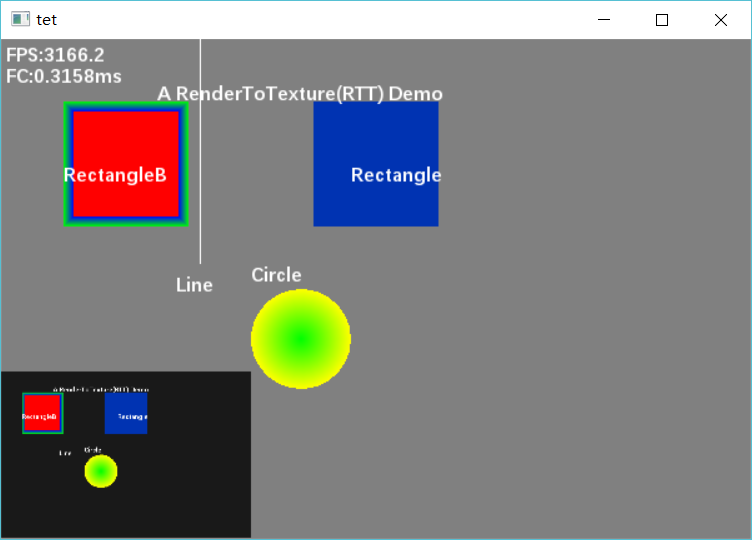 tet
FPS:3166.2
FC:0.3158ms
A RenderToTexture(RTT) Demo
RectangleB
Rectangle
Line
Circle
A RenderToTexture(RTT) Demo
RectangleB
Rectangle
Line
Circle